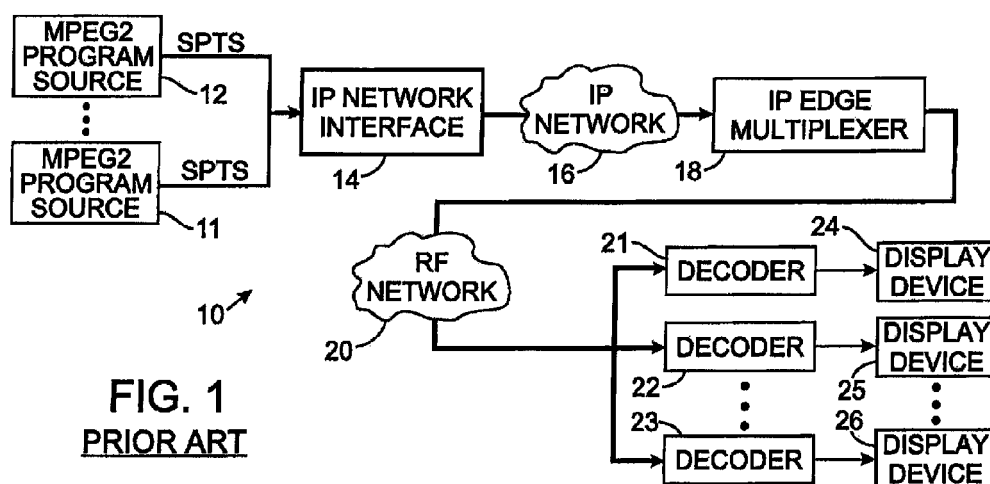 MPEG2
PROGRAM
SOURCE
12
SPTS
MPEG2
PROGRAM
SOURCE
11
SPTS
IP NETWORK
INTERFACE
14
IP
NETWORK
16
IP EDGE
MULTIPLEXER
18
RF
NETWORK
20
10
21
DECODER
24
DISPLAY
DEVICE
DECODER
22
DISPLAY
DEVICE
25
23
DECODER
26
DISPLAY
DEVICE
FIG. 1
PRIOR ART